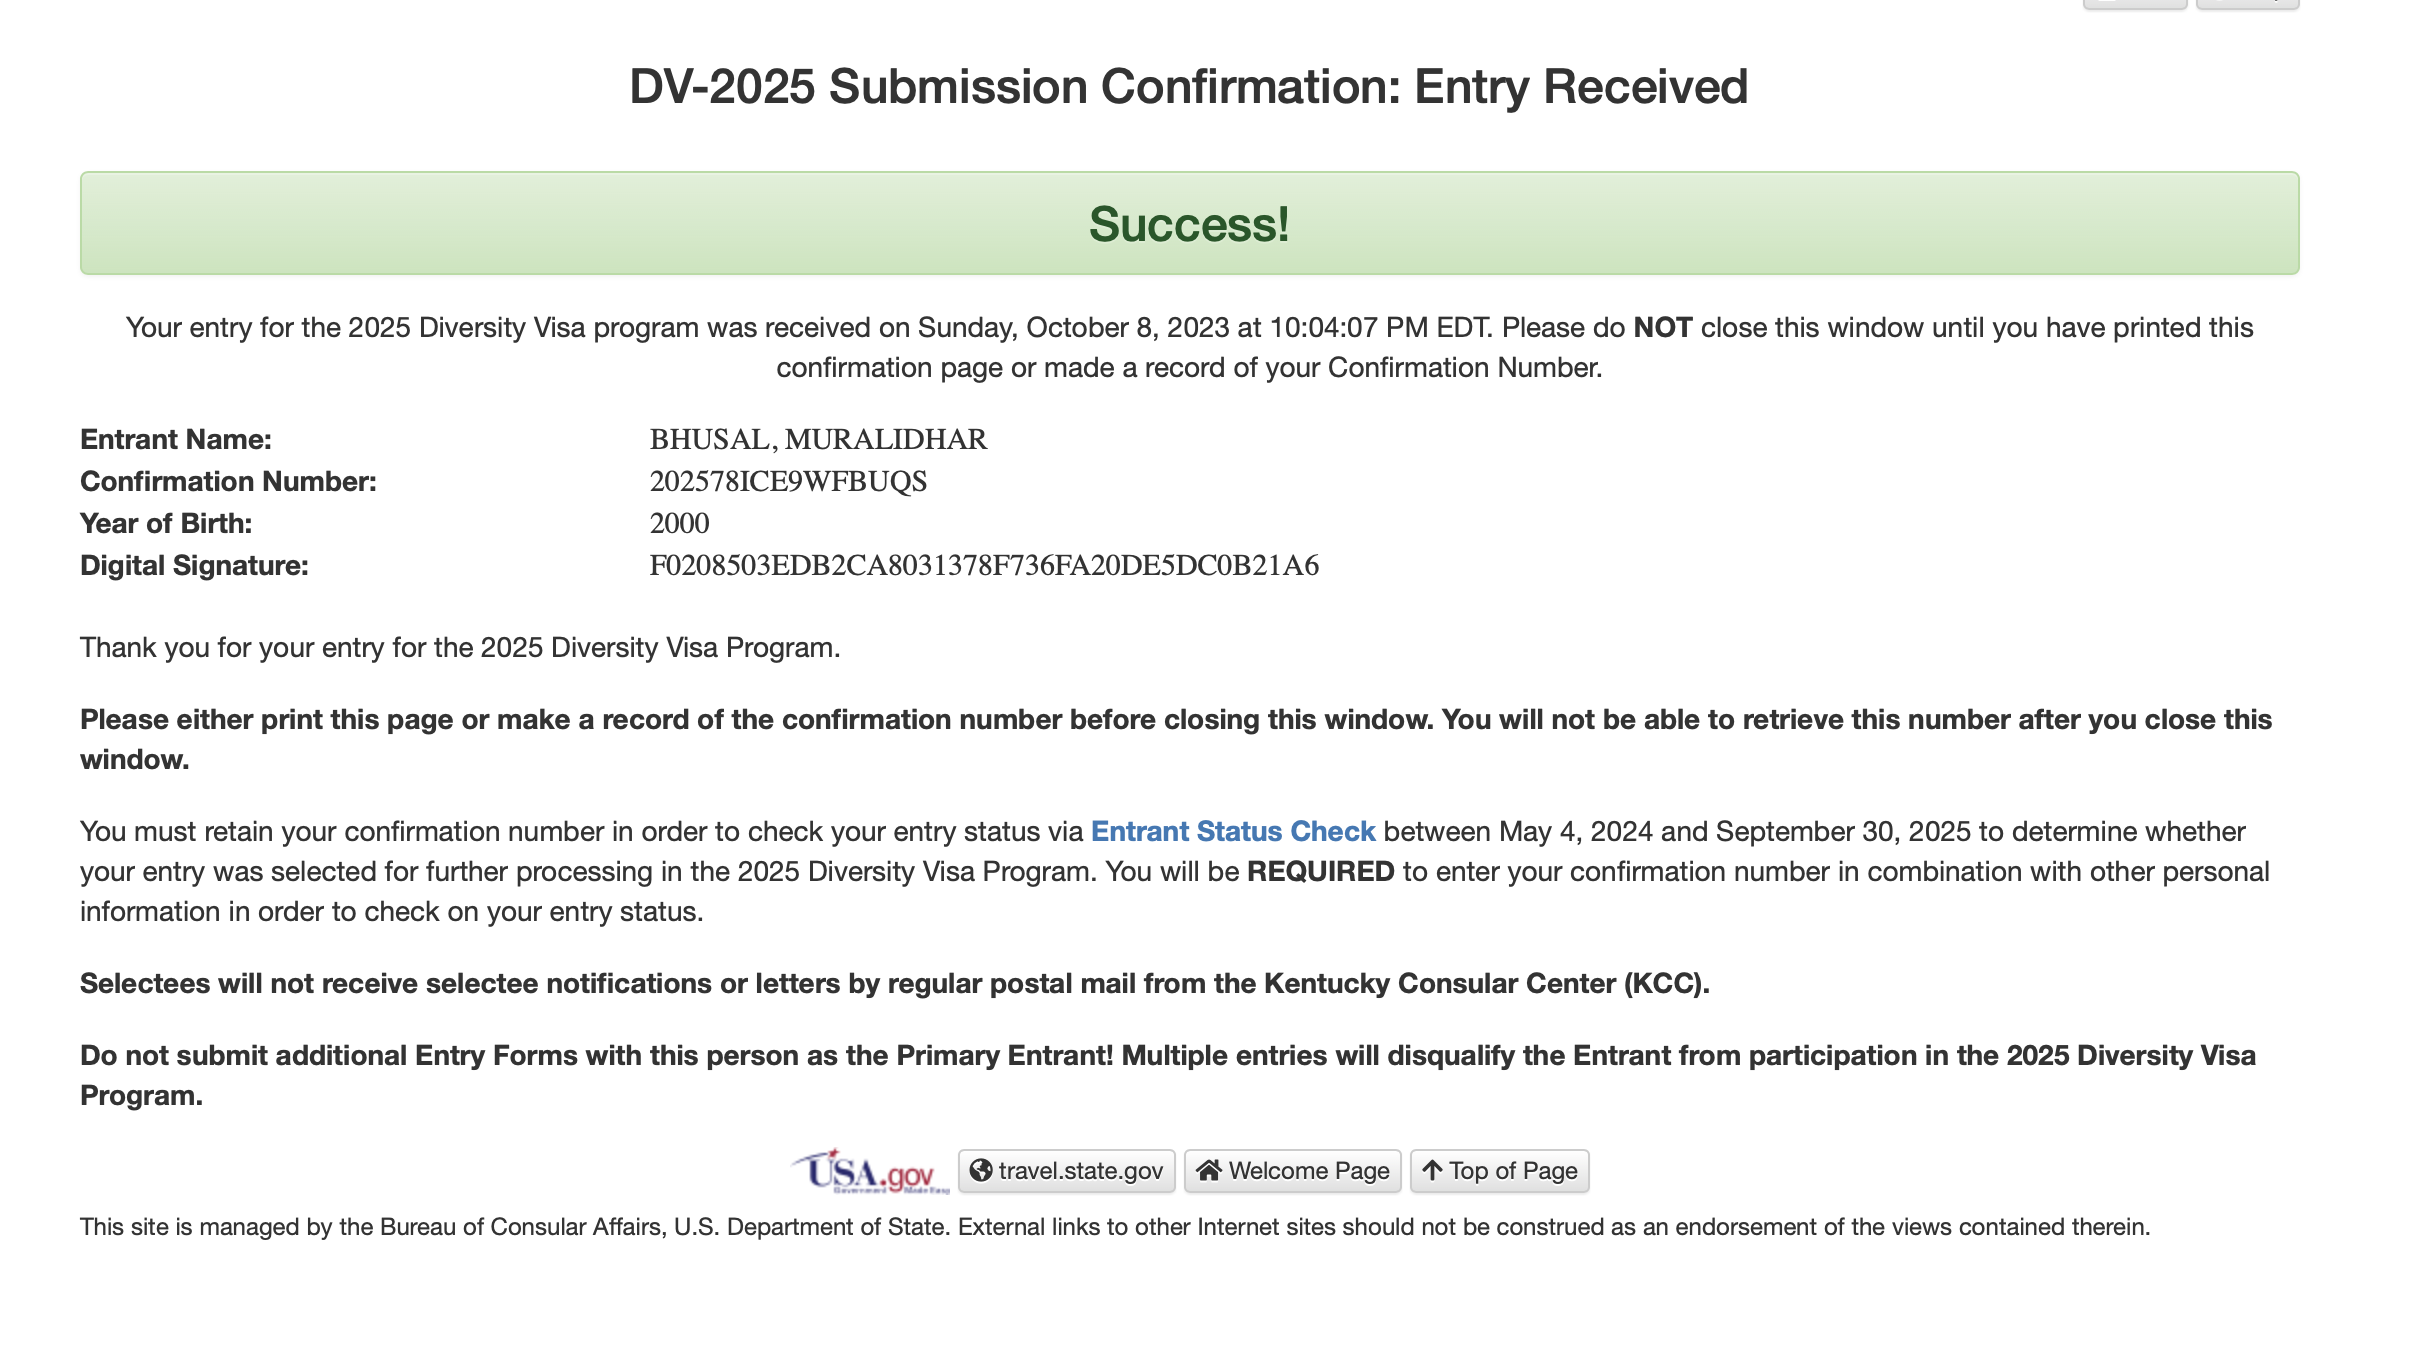 DV-2025 Submission Confirmation: Entry Received
Success!
Your entry for the 2025 Diversity Visa program was received on Sunday, October 8, 2023 at 10:04:07 PM EDT. Please do NOT close this window until you have printed this
confirmation page or made a record of your Confirmation Number.
Entrant Name: BHUSAL, MURALIDHAR
Confirmation Number: 202578ICE9WFBUQS
Year of Birth: 2000
Digital Signature: F0208503EDB2CA8031378F736FA20DE5DC0B21A6
Thank you for your entry for the 2025 Diversity Visa Program.
Please either print this page or make a record of the confirmation number before closing this window. You will not be able to retrieve this number after you close this
window.
You must retain your confirmation number in order to check your entry status via Entrant Status Check between May 4, 2024 and September 30, 2025 to determine whether
your entry was selected for further processing in the 2025 Diversity Visa Program. You will be REQUIRED to enter your confirmation number in combination with other personal
information in order to check on your entry status.
Selectees will not receive selectee notifications or letters by regular postal mail from the Kentucky Consular Center (KCC).
Do not submit additional Entry Forms with this person as the Primary Entrant! Multiple entries will disqualify the Entrant from participation in the 2025 Diversity Visa
Program.
USA.gov Government Made Easy travel.state.gov Welcome Page Top of Page
This site is managed by the Bureau of Consular Affairs, U.S. Department of State. External links to other Internet sites should not be construed as an endorsement of the views contained therein.